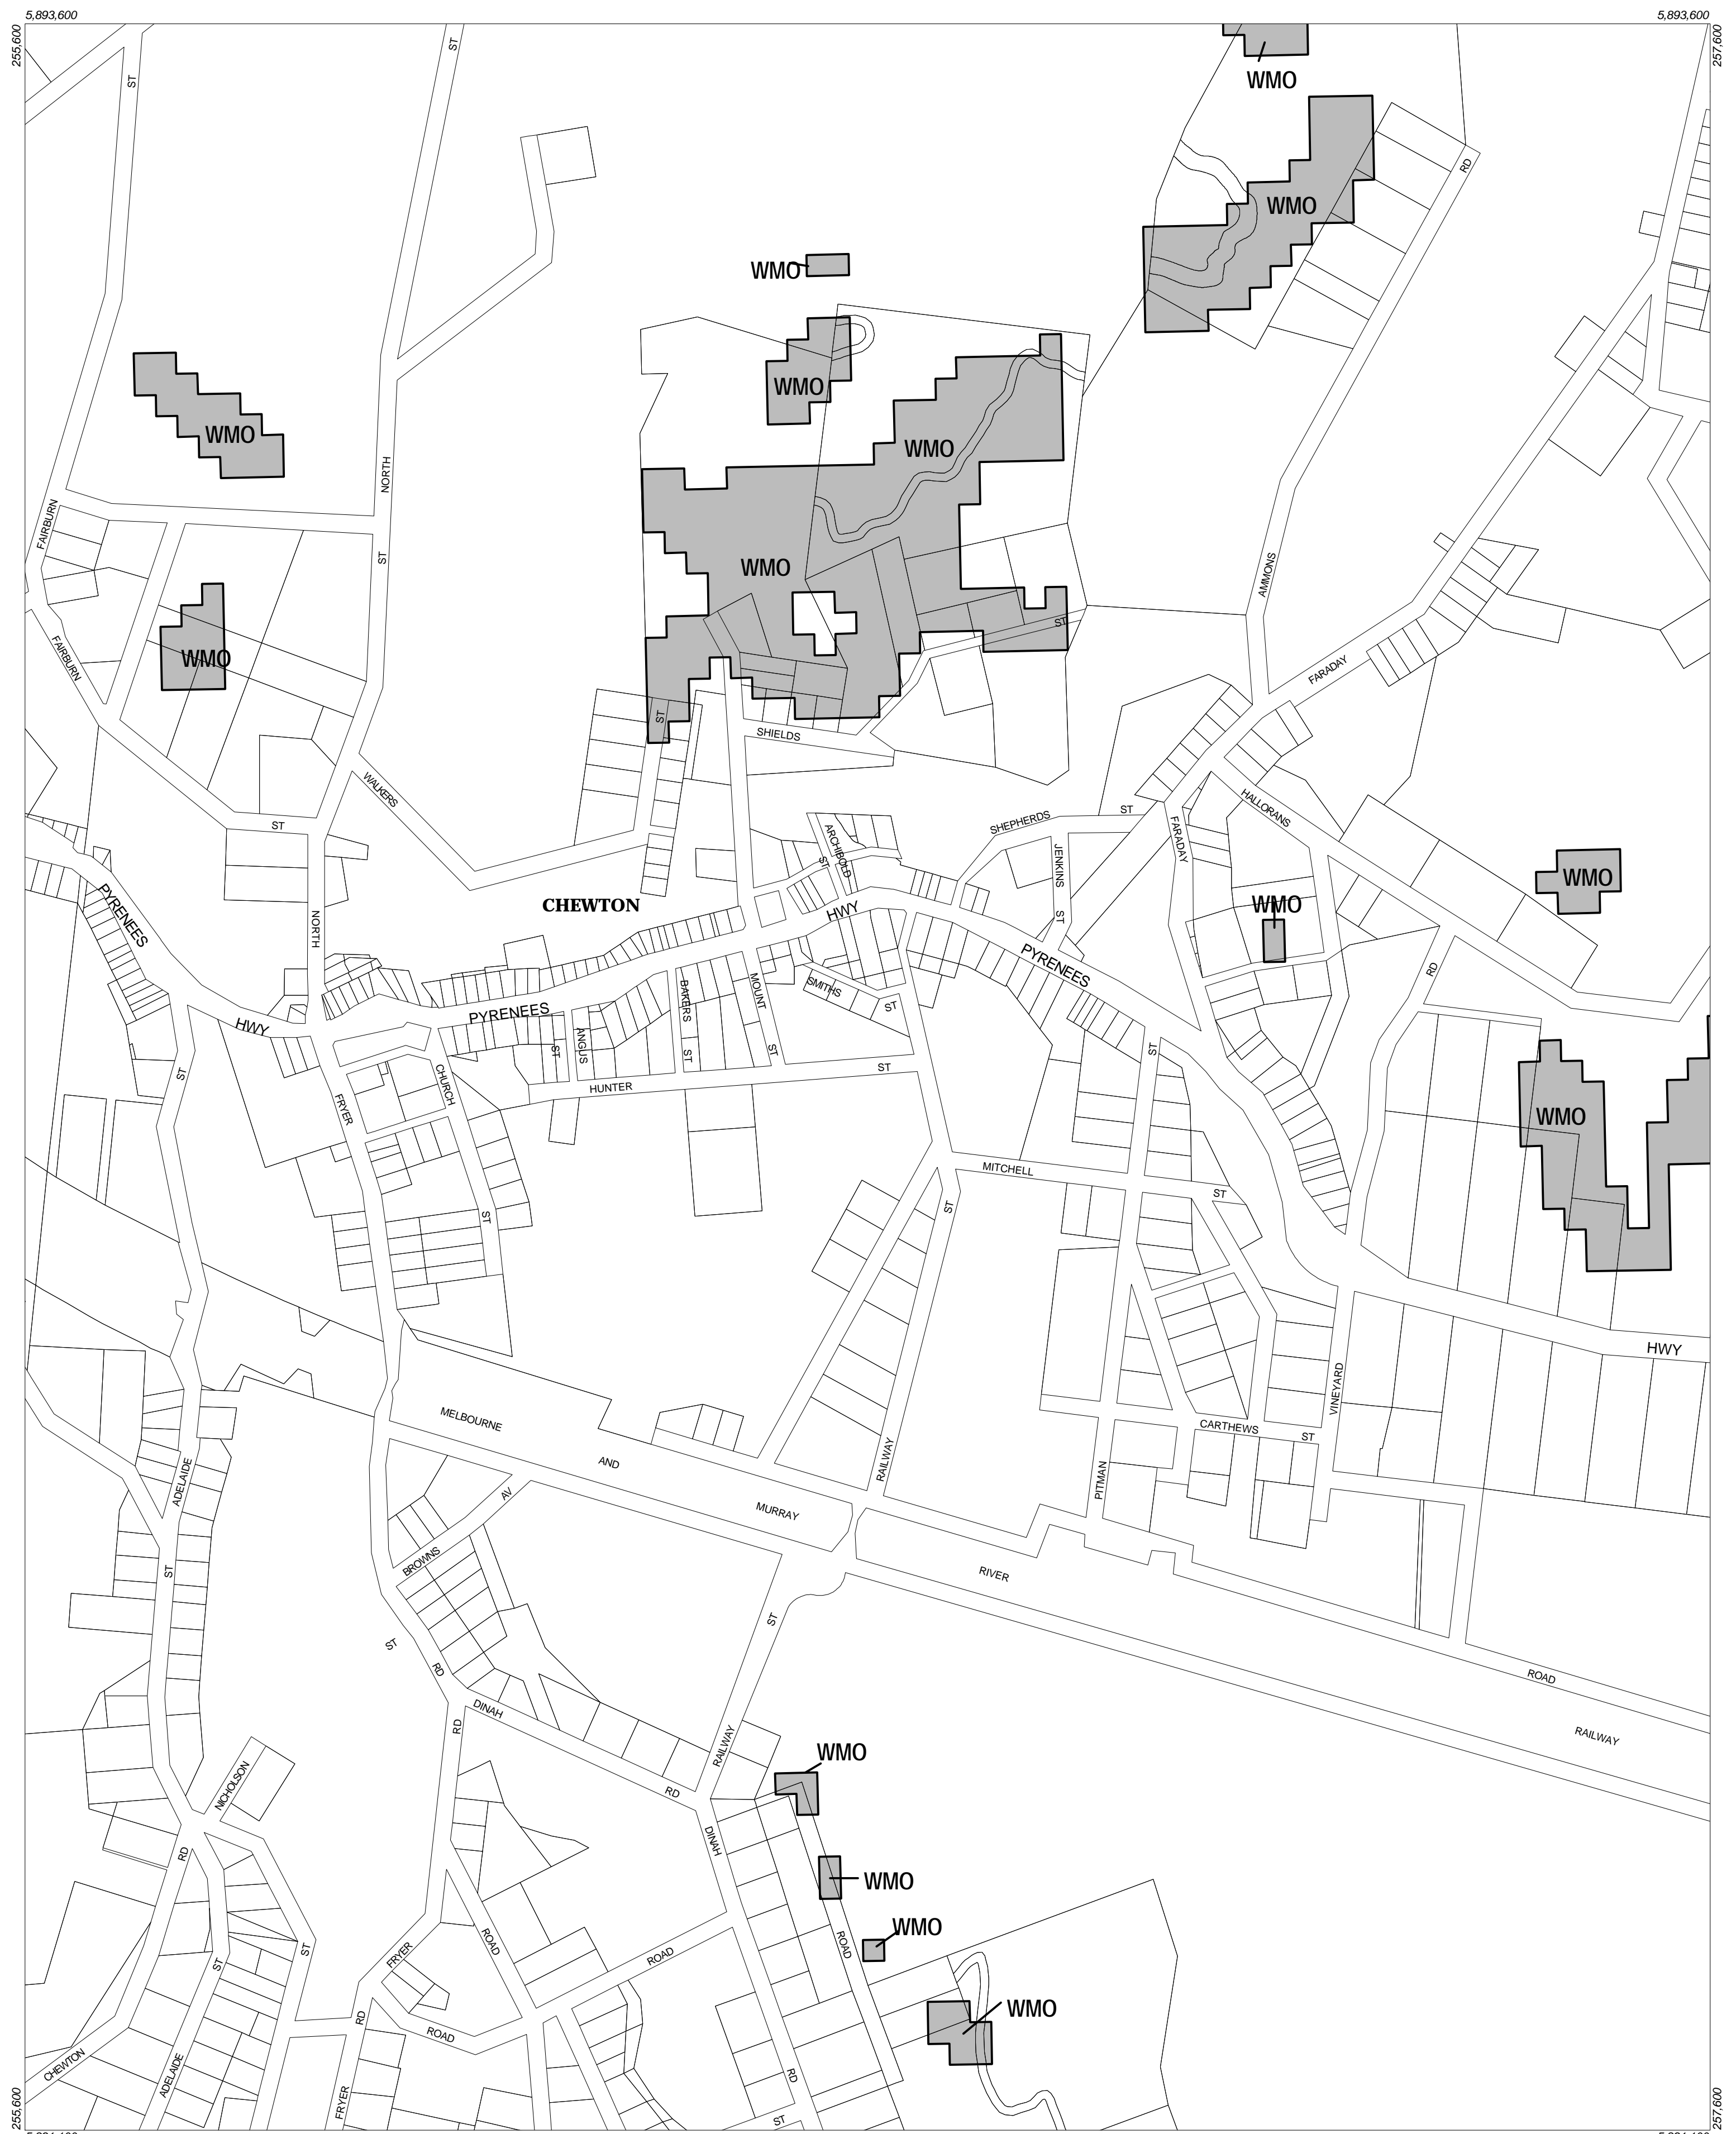 5,893,600
5,893,600
255,600
257,600
ST
ST
WMO
RD
WMO
WMO
WMO
WMO
WMO
NORTH
FAIRBURN
ST
WMO
AMMONS
ST
FAIRBURN
WMO
FARADAY
ST
SHIELDS
WALKERS
HALLORANS
ST
SHEPHERDS
ST
ARCHIBOLD
ST
FARADAY
JENKINS
WMO
PYRENEES
CHEWTON
HWY
WMO
ST
NORTH
PYRENEES
RD
SMITHS
MOUNT
BAKERS
ST
PYRENEES
HWY
ANGUS
ST
ST
ST
ST
ST
HUNTER
ST
CHURCH
FRYER
WMO
MITCHELL
ST
ST
ST
HWY
VINEYARD
MELBOURNE
CARTHEWS
ST
AND
RAILWAY
PITMAN
ADELAIDE
AV
MURRAY
BROWNS
RIVER
ST
ST
ST
RD
ROAD
DINAH
RD
RAILWAY
RAILWAY
WMO
NICHOLSON
RD
DINAH
RD
WMO
WMO
ROAD
ROAD
ROAD
ST
FRYER
ST
WMO
RD
ROAD
CHEWTON
ADELAIDE
RD
FRYER
ST
255,600
257,600